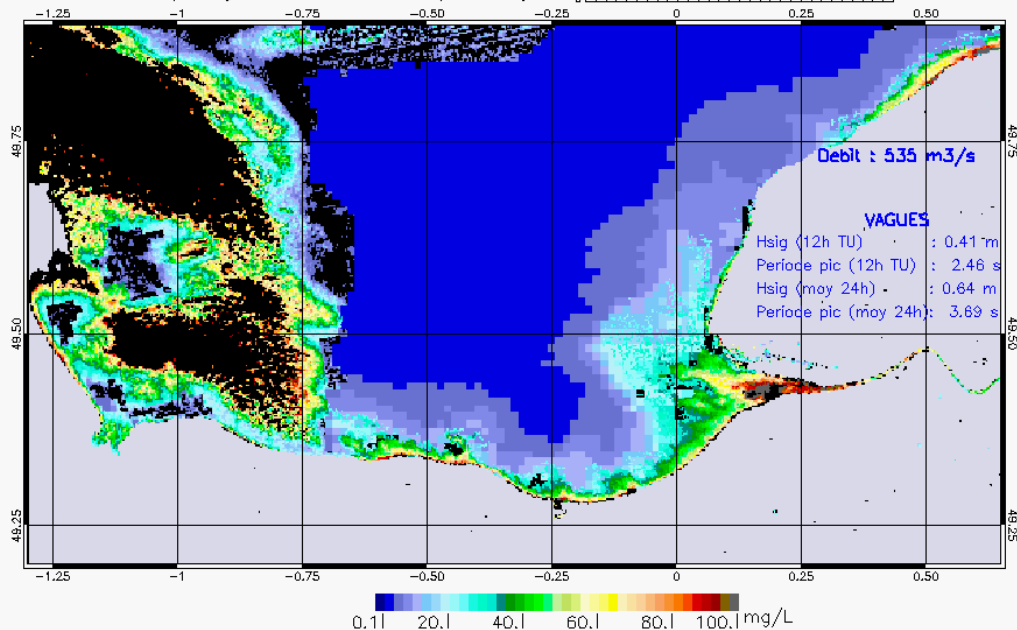 -1.25 -1 -0.75 -0.50 -0.25 0 0.25 0.50
49.75 49.75
Debit : 535 m3/s
VAGUES
Hsig (12h TU) : 0.41 m
Periode pic (12h TU) : 2.46 s
Hsig (moy 24h) - : 0.64 m
Periode pic (moy 24h): 3.69 s
49.50 49.50
49.25 49.25
-1.25 -1 -0.75 -0.50 -0.25 0 0.25 0.50
0.1| 20.| 40.| 60.| 80.| 100.| mg/L